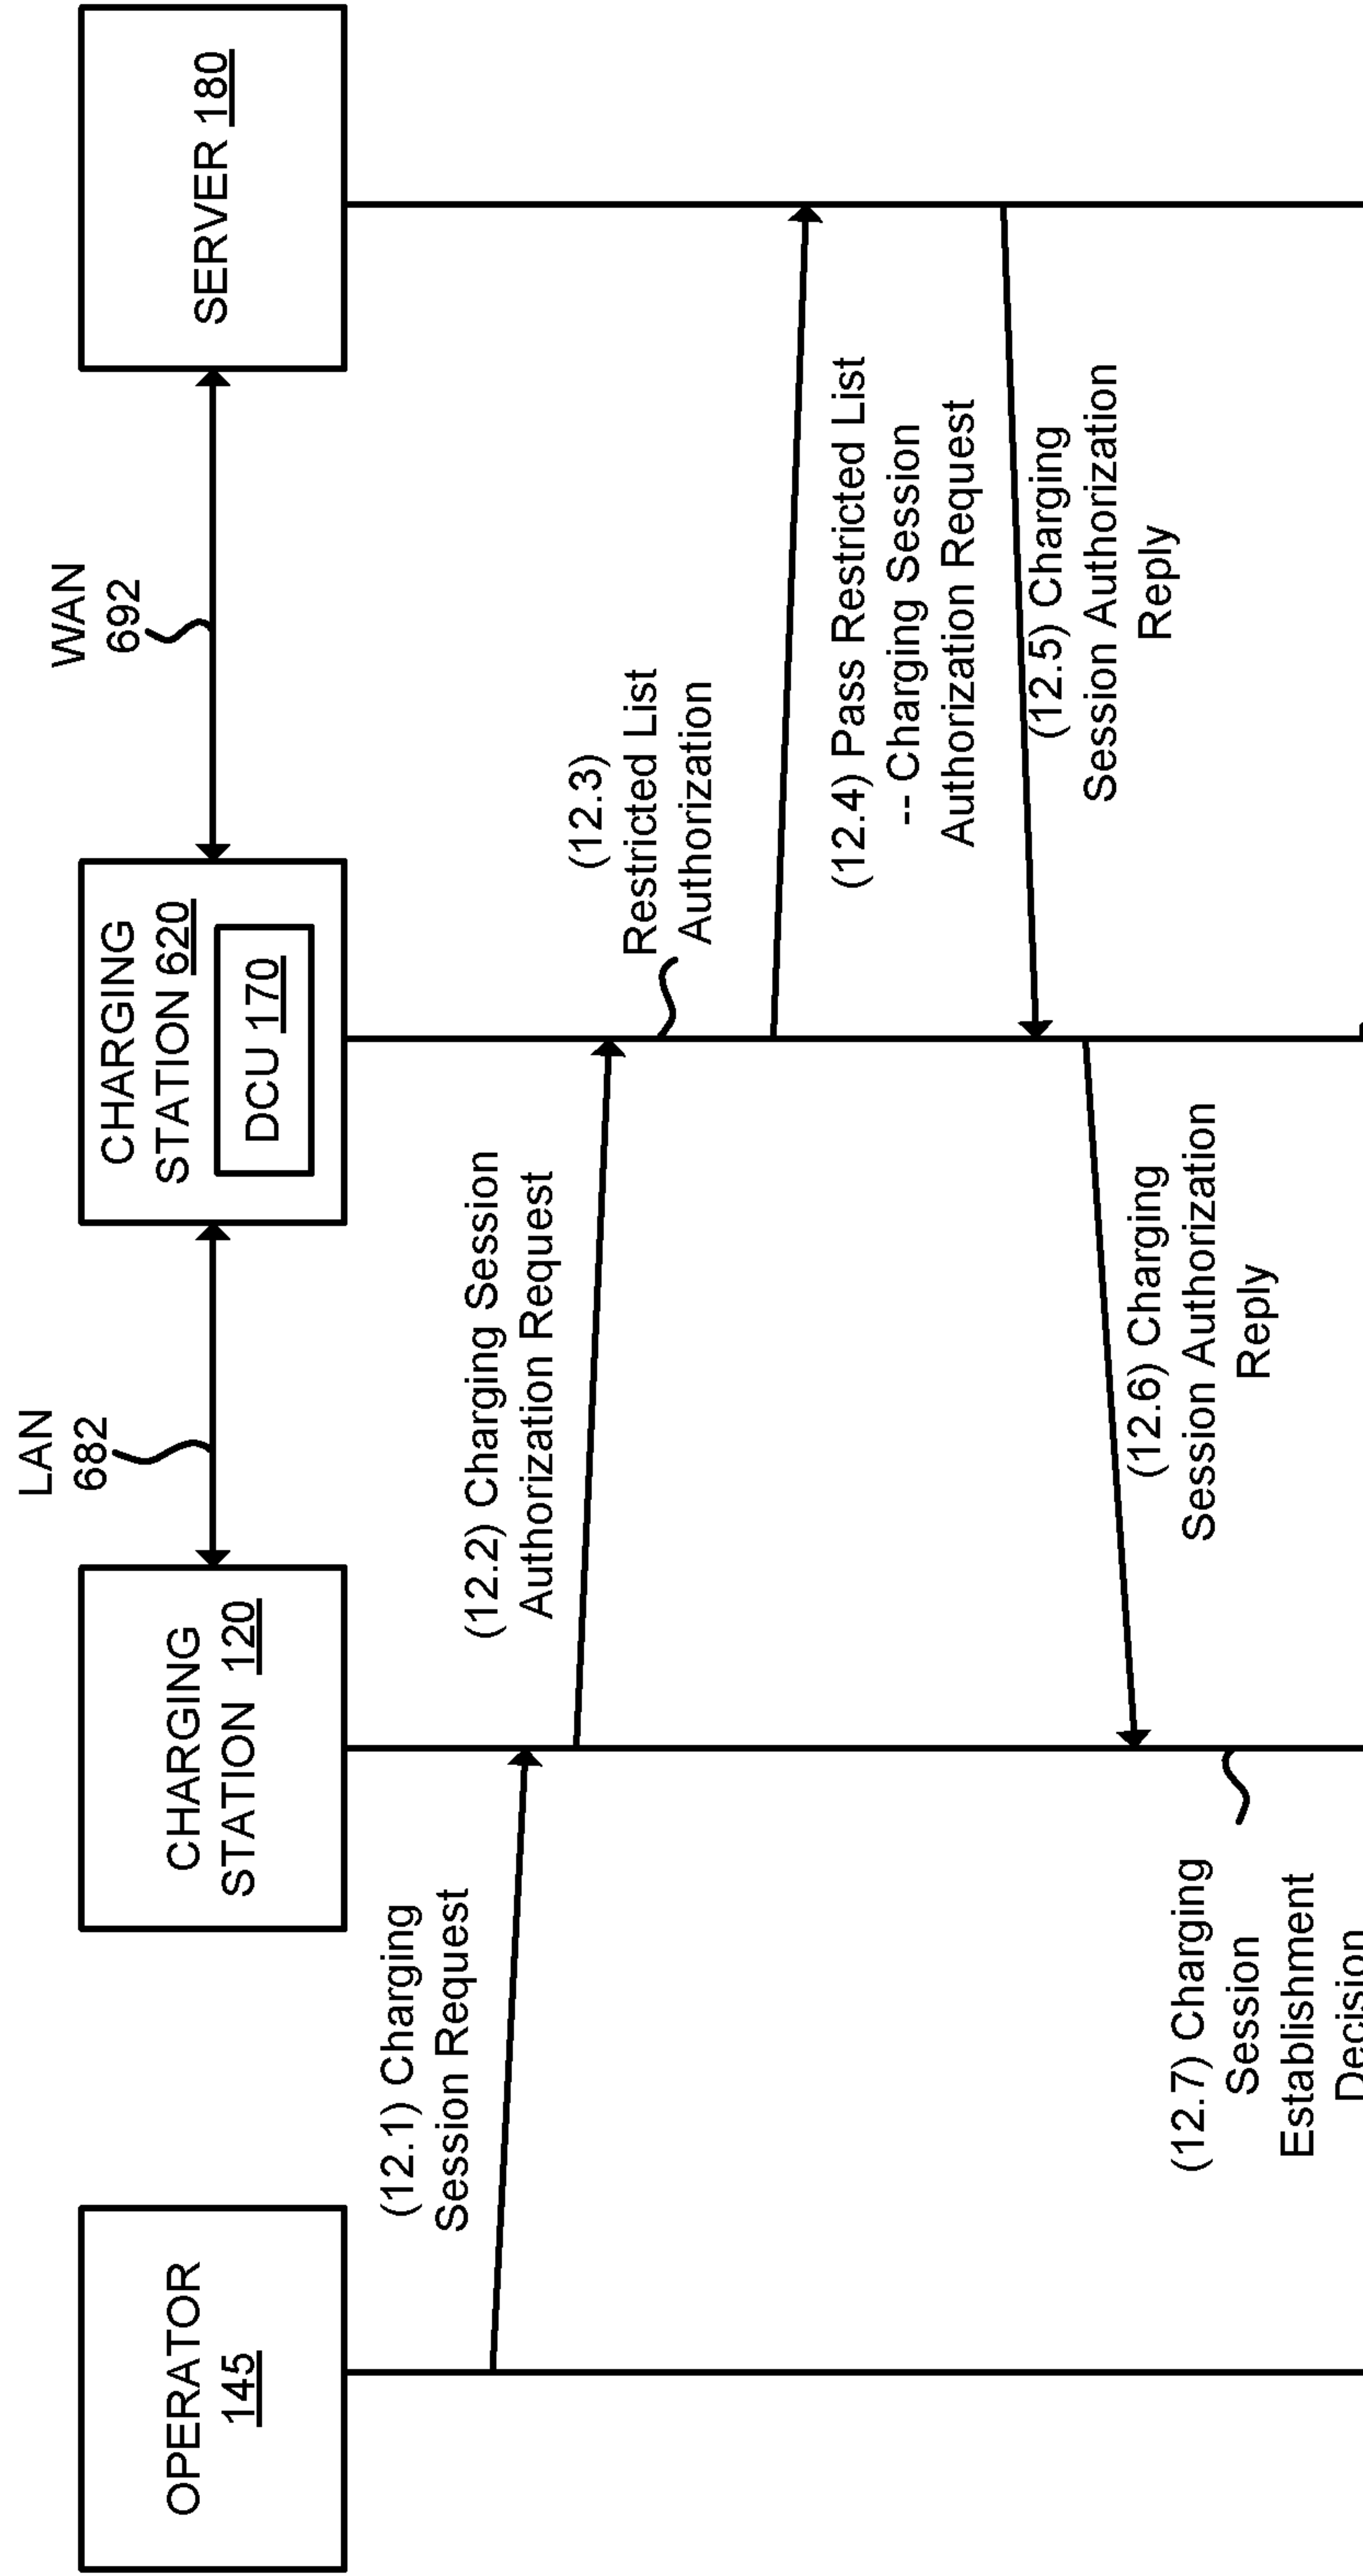 OPERATOR
145
CHARGING
STATION 120
LAN
682
CHARGING
STATION 620
DCU 170
WAN
692
SERVER 180
(12.1) Charging
Session Request
(12.2) Charging Session
Authorization Request
(12.3)
Restricted List
Authorization
(12.4) Pass Restricted List
-- Charging Session
Authorization Request
(12.5) Charging
Session Authorization
Reply
(12.6) Charging
Session Authorization
Reply
(12.7) Charging
Session
Establishment
Decision